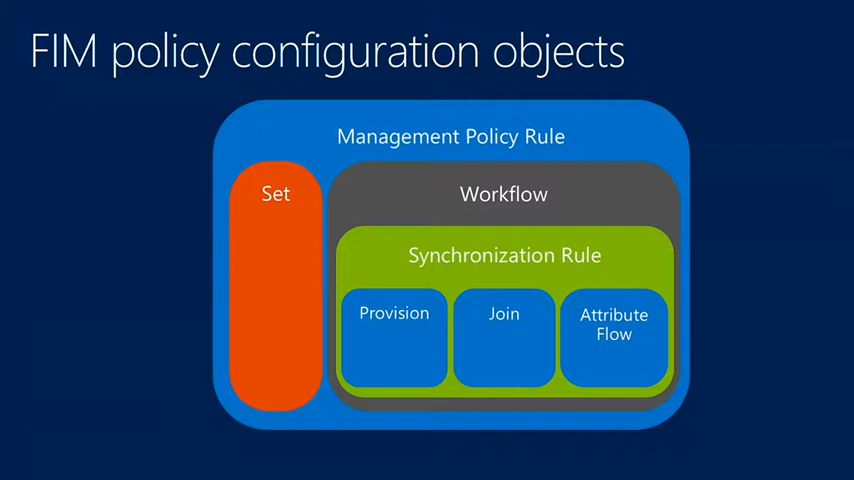 FIM policy configuration objects
Management Policy Rule
Set
Workflow
Synchronization Rule
Provision
Join
Attribute
Flow